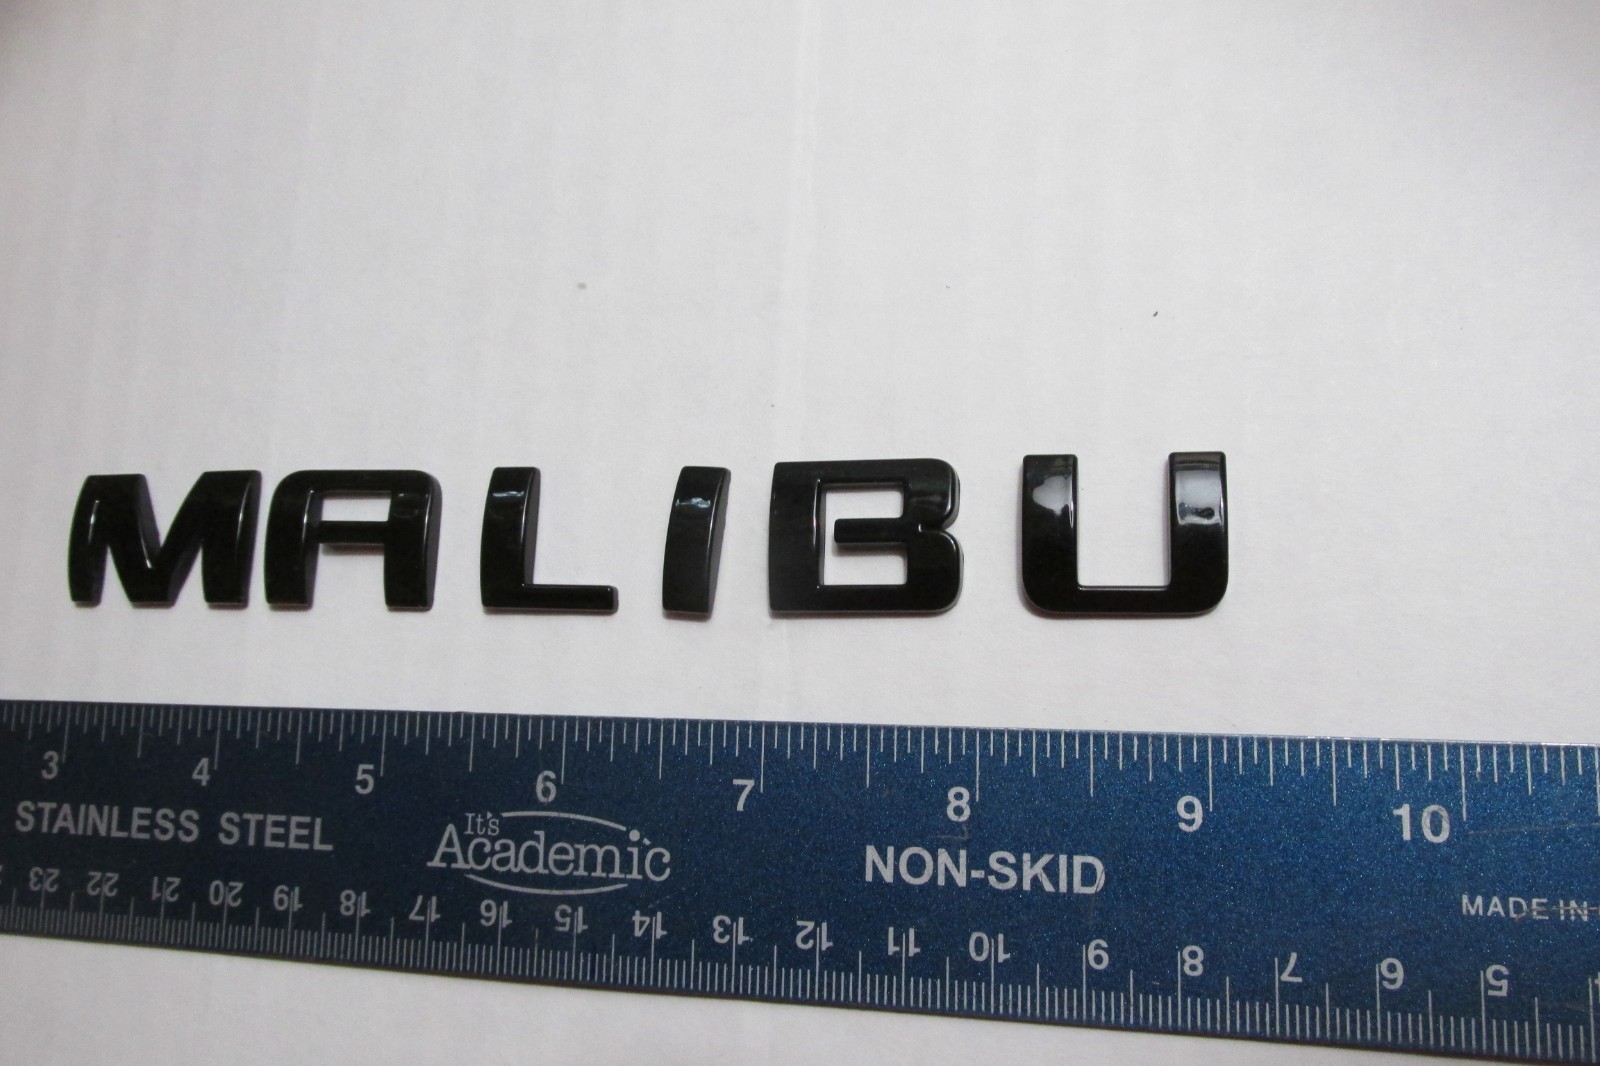 MALIBU
3 4 5 6 7 8 9 10
STAINLESS STEEL
It's
Academic
NON-SKID
MADE IN
23 22 21 20 19 18 17 16 15 14 13 12 11 10 9 8 7 6 5